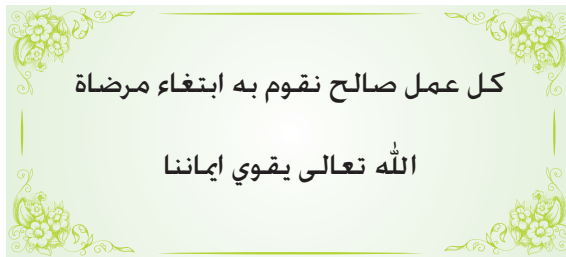 كل عمل صالح نقوم به ابتغاء مرضاة
الله تعالى يقوي ايماننا